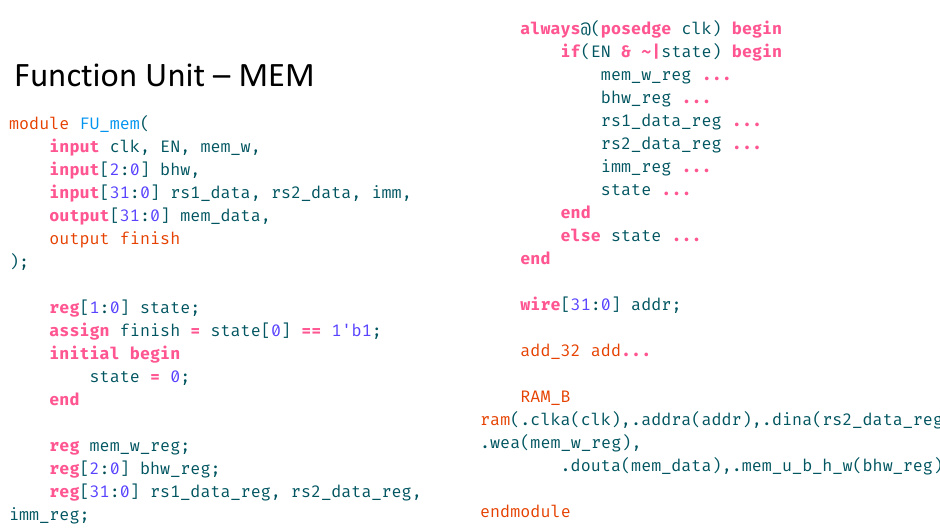 Function Unit – MEM
module FU_mem(
    input clk, EN, mem_w,
    input[2:0] bhw,
    input[31:0] rs1_data, rs2_data, imm,
    output[31:0] mem_data,
    output finish
);
    reg[1:0] state;
    assign finish = state[0] == 1'b1;
    initial begin
        state = 0;
    end
    reg mem_w_reg;
    reg[2:0] bhw_reg;
    reg[31:0] rs1_data_reg, rs2_data_reg,
imm_reg;
    always@(posedge clk) begin
        if(EN & ~|state) begin
            mem_w_reg ...
            bhw_reg ...
            rs1_data_reg ...
            rs2_data_reg ...
            imm_reg ...
            state ...
        end
        else state ...
    end
    wire[31:0] addr;
    add_32 add...
    RAM_B
ram(.clka(clk),.addra(addr),.dina(rs2_data_reg
.wea(mem_w_reg),
        .douta(mem_data),.mem_u_b_h_w(bhw_reg)
endmodule